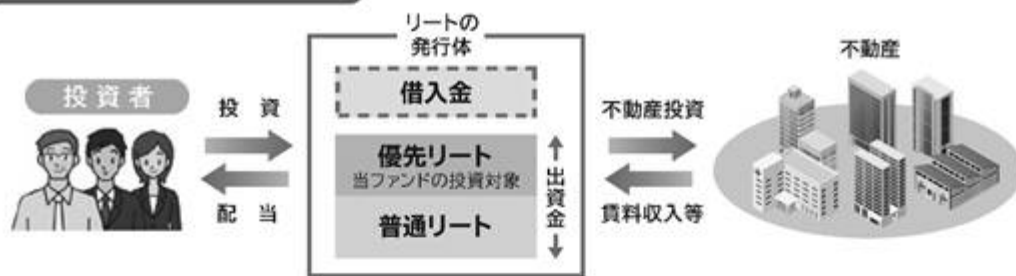 リートの
発行体
不動産
投資者
投資
借入金
不動産投資
優先リート
当ファンドの投資対象
出資金
配当
普通リート
賃料収入等